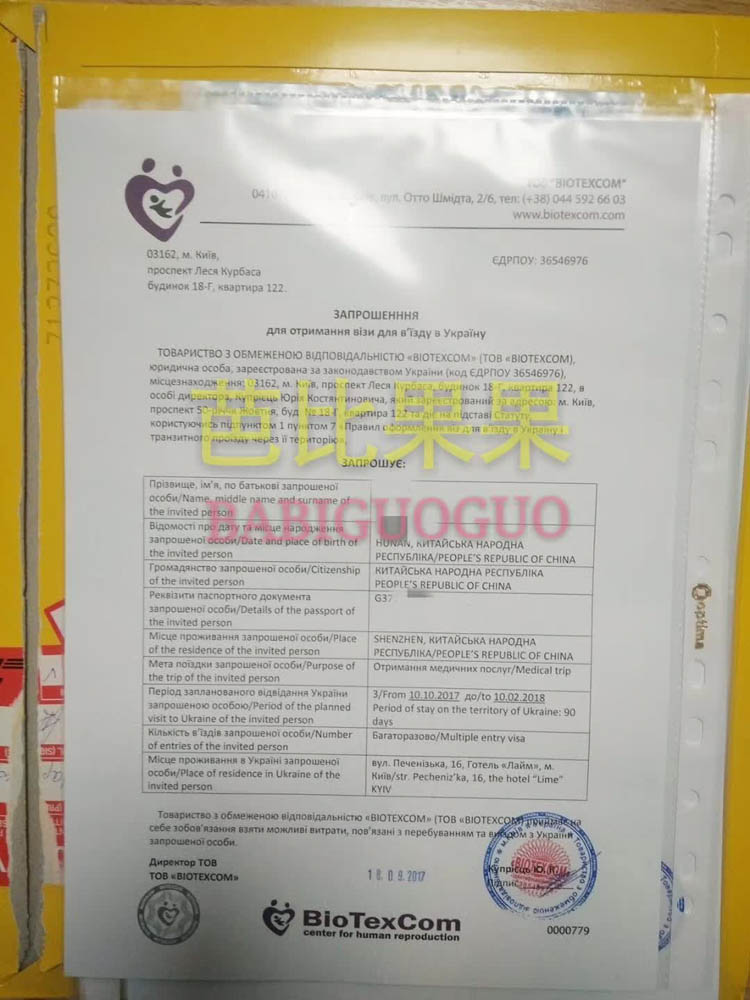 ТОВ "BIOTEXCOM"
вул. Отто Шмідта, 2/6, тел: (+38) 044 592 66 03
www.biotexcom.com
03162, м. Київ,
проспект Леся Курбаса
будинок 18-Г, квартира 122.
ЄДРПОУ: 36546976
ЗАПРОШЕНННЯ
для отримання візи для в'їзду в Україну
ТОВАРИСТВО З ОБМЕЖЕНОЮ ВІДПОВІДАЛЬНІСТЮ «BIOTEXCOM» (ТОВ «BIOTEXCOM),
юридична особа, зареєстрована за законодавством України (код ЄДРПОУ 36546976),
місцезнаходження: 03162, м. Київ, проспект Леся Курбаса, будинок 18-Г, квартира 122, в
особі директора, Купрієць Юрія Костянтиновича, який зареєстрований за адресою: м. Київ,
проспект 50-річчя Жовтня, буд. № 18-Г, квартира 122 та діє на підставі Статуту,
користуючись підпунктом 1 пунктом 7 «Правил оформлення віз для в'їзду в Україну і
транзитного проїзду через її територію»,
芭比果果
ЗАПРОШУЄ:
BABIGUOGUO
Прізвище, ім'я, по батькові запрошеної
особи/Name, middle name and surname of
the invited person
Відомості про дату та місце народження
запрошеної особи/Date and place of birth of
the invited person
HUNAN, КИТАЙСЬКА НАРОДНА
РЕСПУБЛІКА/PEOPLE'S REPUBLIC OF CHINA
Громадянство запрошеної особи/Citizenship
of the invited person
КИТАЙСЬКА НАРОДНА РЕСПУБЛІКА
PEOPLE'S REPUBLIC OF CHINA
Реквізити паспортного документа
запрошеної особи/Details of the passport of
the invited person
G37
Місце проживання запрошеної особи/Place
of the residence of the invited person
SHENZHEN, КИТАЙСЬКА НАРОДНА
РЕСПУБЛІКА/PEOPLE'S REPUBLIC OF CHINA
Мета поїздки запрошеної особи/Purpose of
the trip of the invited person
Отримання медичних послуг/Medical trip
Період запланованого відвідання України
запрошеною особою/Period of the planned
visit to Ukraine of the invited person
З/From 10.10.2017 до/to 10.02.2018
Period of stay on the territory of Ukraine: 90
days
Кількість в'їздів запрошеної особи/Number
of entries of the invited person
Багаторазово/Multiple entry visa
Місце проживання в Україні запрошеної
особи/Place of residence in Ukraine of the
invited person
вул. Печенізька, 16, Готель «Лайм», м.
Київ/str. Pecheniz'ka, 16, the hotel "Lime"
KYIV
Товариство з обмеженою відповідальністю «BIOTEXCOM» (ТОВ «BIOTEXCOM) приймає на
себе зобов'язання взяти можливі витрати, пов'язані з перебуванням та виїздом з України
запрошеної особи.
Директор ТОВ
ТОВ «BIOTEXCOM»
18.09.2017
Купрієць Ю. К.
Підпис
BIOTEXCOM
BioTexCom
center for human reproduction
0000779
Optima